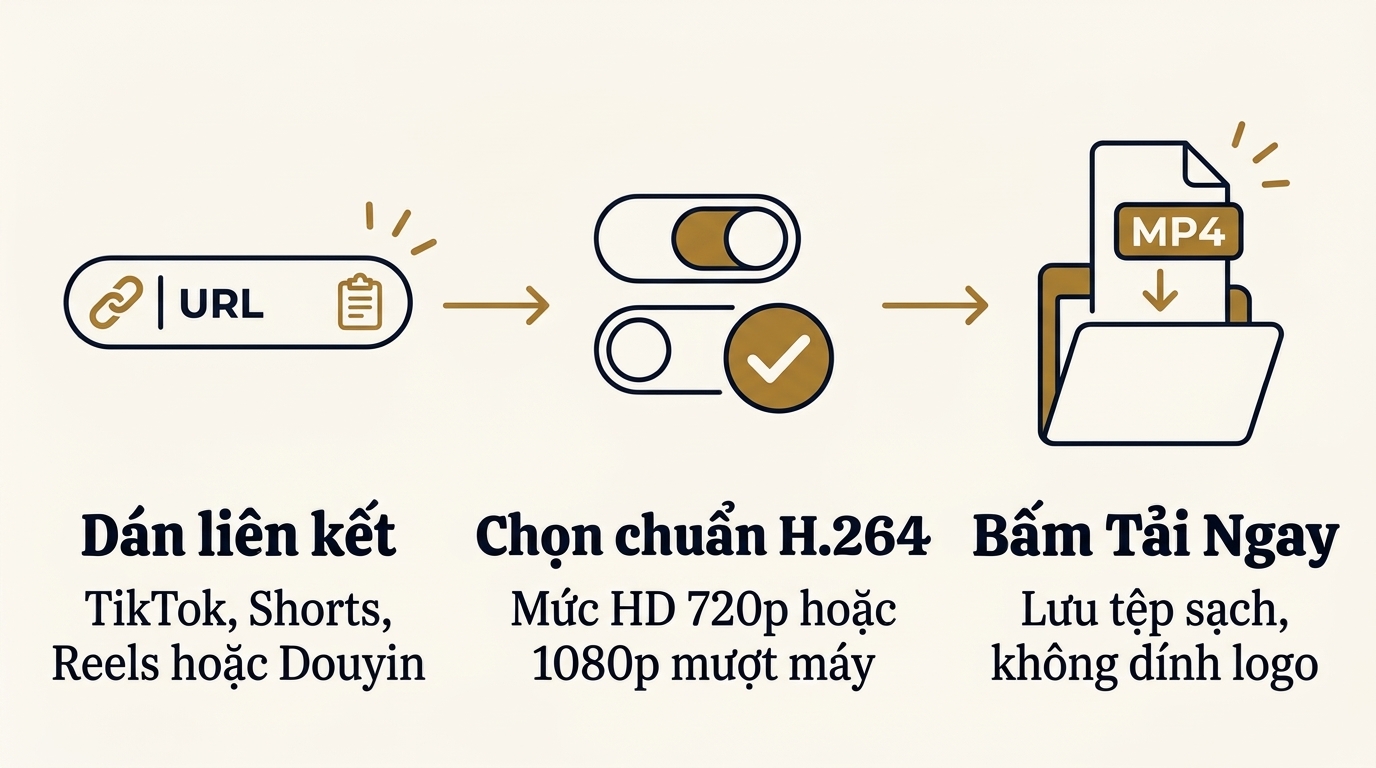 URL
MP4
Dán liên kết
TikTok, Shorts,
Reels hoặc Douyin
Chọn chuẩn H.264
Mức HD 720p hoặc
1080p mượt máy
Bấm Tải Ngay
Lưu tệp sạch,
không dính logo